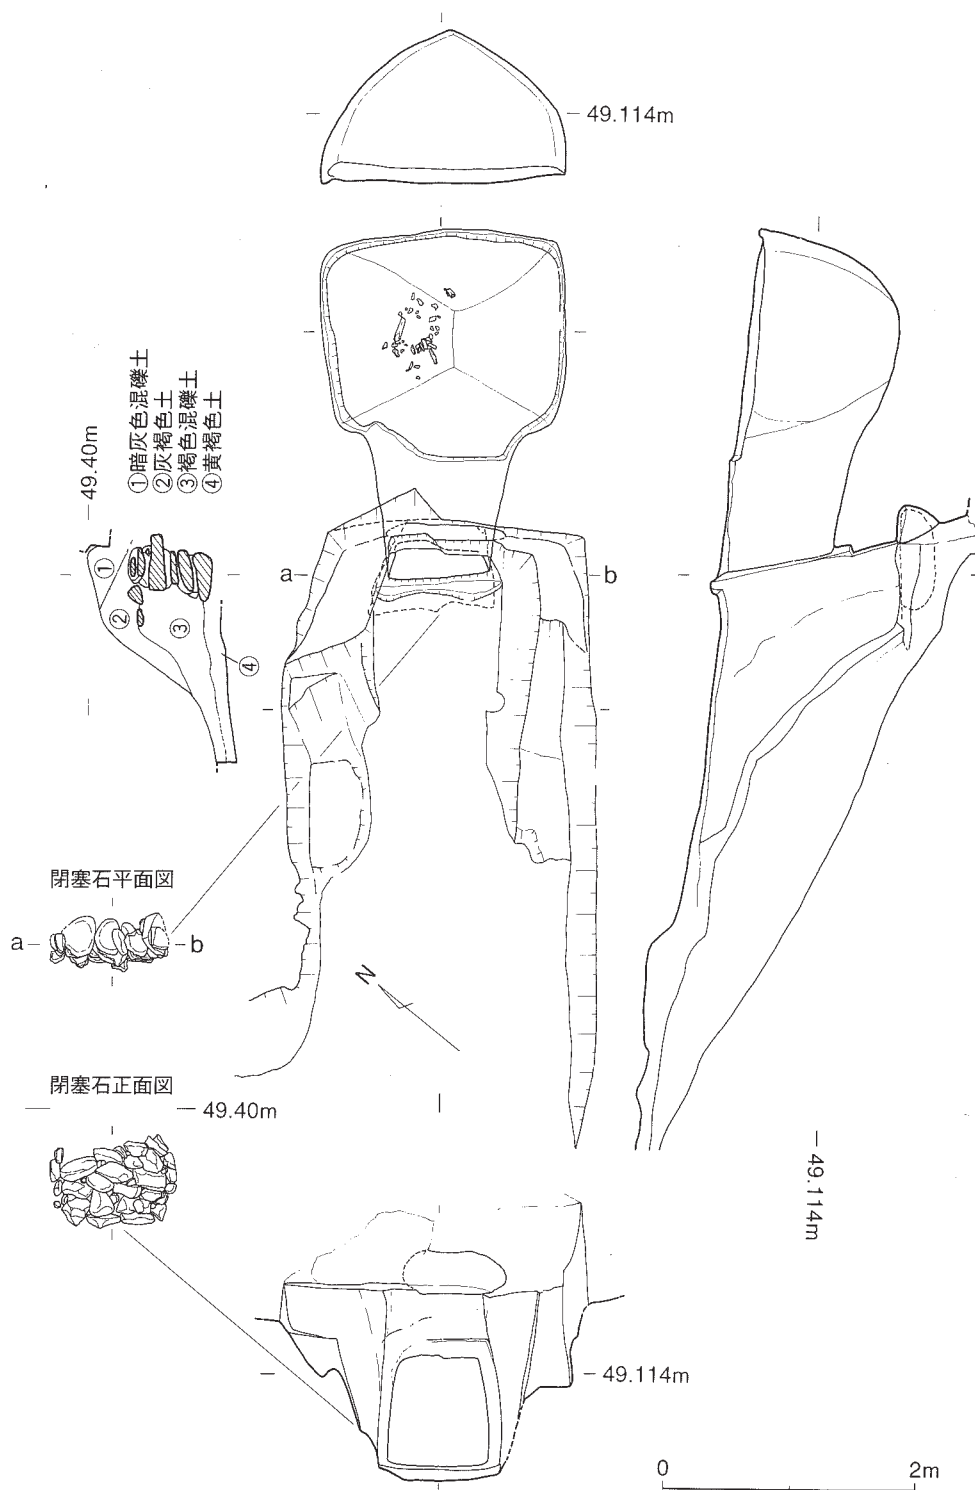 49.114m
49.40m
①暗灰色混礫土
②灰褐色土
③褐色混礫土
④黄褐色土
①
②
③
④
a
b
閉塞石平面図
a
b
N
閉塞石正面図
49.40m
49.114m
49.114m
0
2m